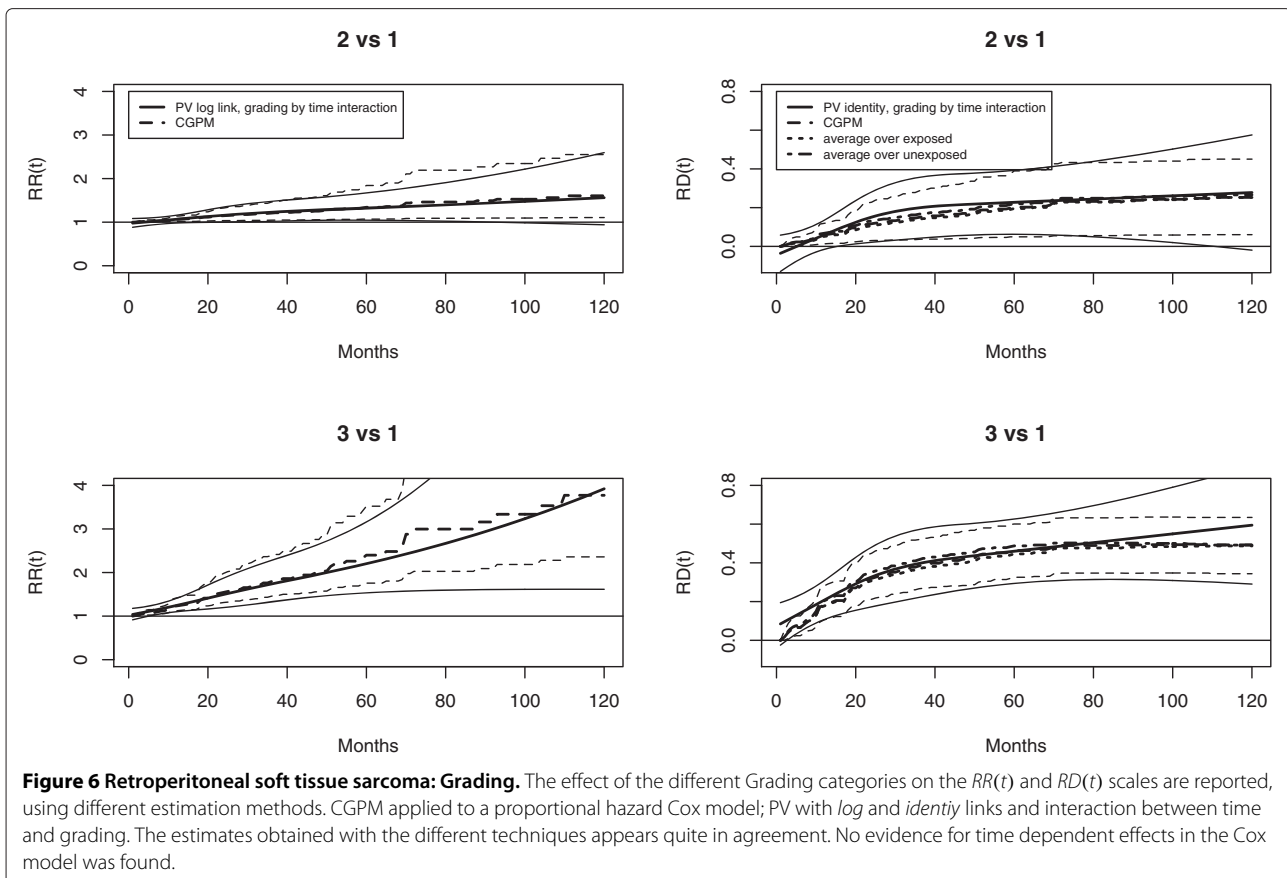 2 vs 1
RR(t)
4
3
2
1
0
PV log link, grading by time interaction
CGPM
0 20 40 60 80 100 120
Months
2 vs 1
RD(t)
0.8
0.4
0.0
PV identity, grading by time interaction
CGPM
average over exposed
average over unexposed
0 20 40 60 80 100 120
Months
3 vs 1
RR(t)
4
3
2
1
0
0 20 40 60 80 100 120
Months
3 vs 1
RD(t)
0.8
0.4
0.0
0 20 40 60 80 100 120
Months
Figure 6 Retroperitoneal soft tissue sarcoma: Grading. The effect of the different Grading categories on the RR(t) and RD(t) scales are reported,
using different estimation methods. CGPM applied to a proportional hazard Cox model; PV with log and identiy links and interaction between time
and grading. The estimates obtained with the different techniques appears quite in agreement. No evidence for time dependent effects in the Cox
model was found.